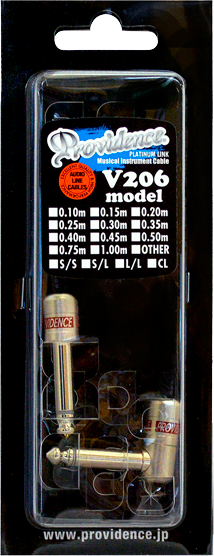 Providence
PLATINUM LINK
Musical Instrument Cable
AUDIO LINE CABLES
V206
model
0.10m 0.15m 0.20m
0.25m 0.30m 0.35m
0.40m 0.45m 0.50m
0.75m 1.00m OTHER
S/S S/L L/L CL
VIDENCE
PROVID
www.providence.jp